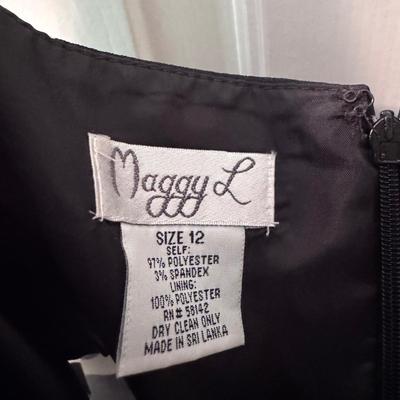 Maggy L
SIZE 12
SELF:
97% POLYESTER
3% SPANDEX
LINING:
100% POLYESTER
RN# 58142
DRY CLEAN ONLY
MADE IN SRI LANKA